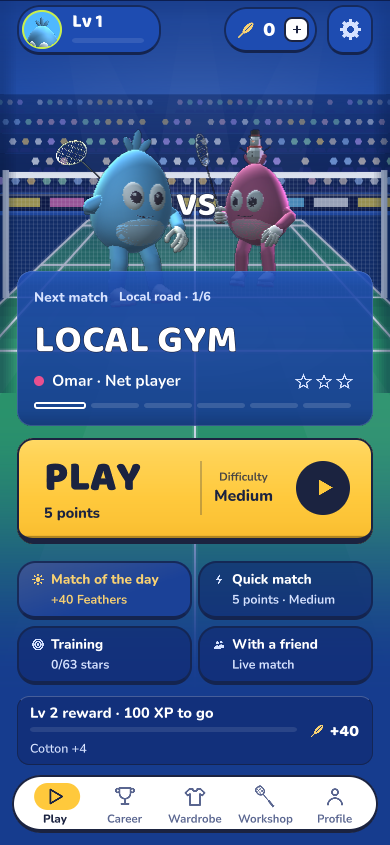 Lv 1
0
+
VS
Next match Local road · 1/6
LOCAL GYM
Omar · Net player
PLAY
5 points
Difficulty
Medium
Match of the day
+40 Feathers
Quick match
5 points · Medium
Training
0/63 stars
With a friend
Live match
Lv 2 reward · 100 XP to go
+40
Cotton +4
Play
Career
Wardrobe
Workshop
Profile